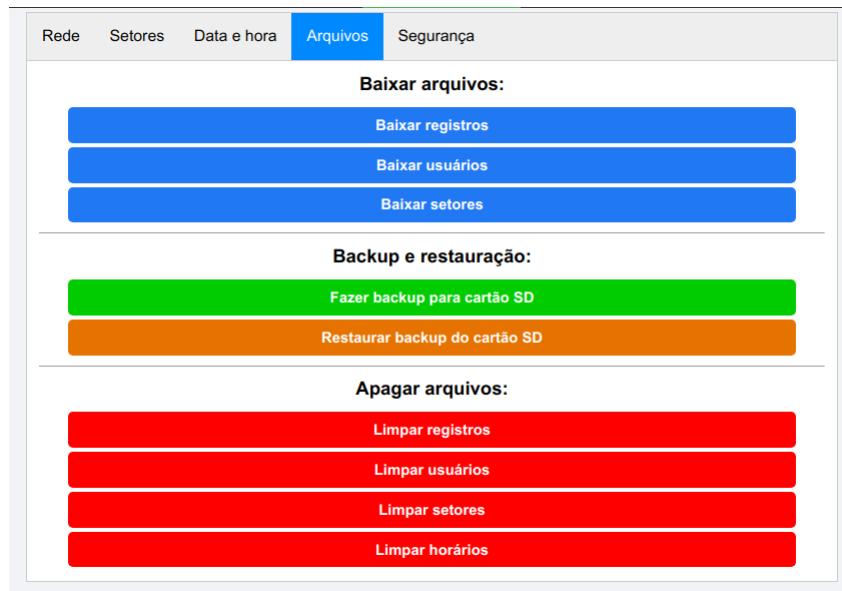 Rede Setores Data e hora Arquivos Segurança
Baixar arquivos:
Baixar registros
Baixar usuários
Baixar setores
Backup e restauração:
Fazer backup para cartão SD
Restaurar backup do cartão SD
Apagar arquivos:
Limpar registros
Limpar usuários
Limpar setores
Limpar horários